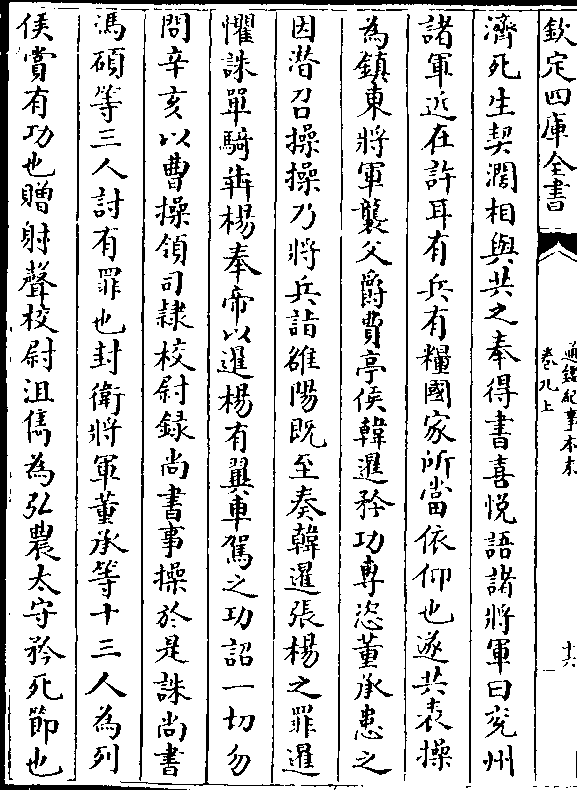 欽定四庫全書
通鑑紀事本末
卷九上
十六
濟死生契濶相與共之奉得書喜悅語諸將軍曰兖州
諸軍近在許耳有兵有糧國家所當依仰也遂共表操
為鎮東將軍襲父爵費亭侯韓暹矜功專恣董承患之
因潛召操操乃將兵詣雒陽既至奏韓暹張楊之罪暹
懼誅單騎犇楊奉帝以暹楊有翼車駕之功詔一切勿
問辛亥以曹操領司隸校尉録尚書事操於是誅尚書
馮碩等三人討有罪也封衛將軍董承等十三人為列
侯賞有功也贈射聲校尉沮儁為弘農太守矜死節也